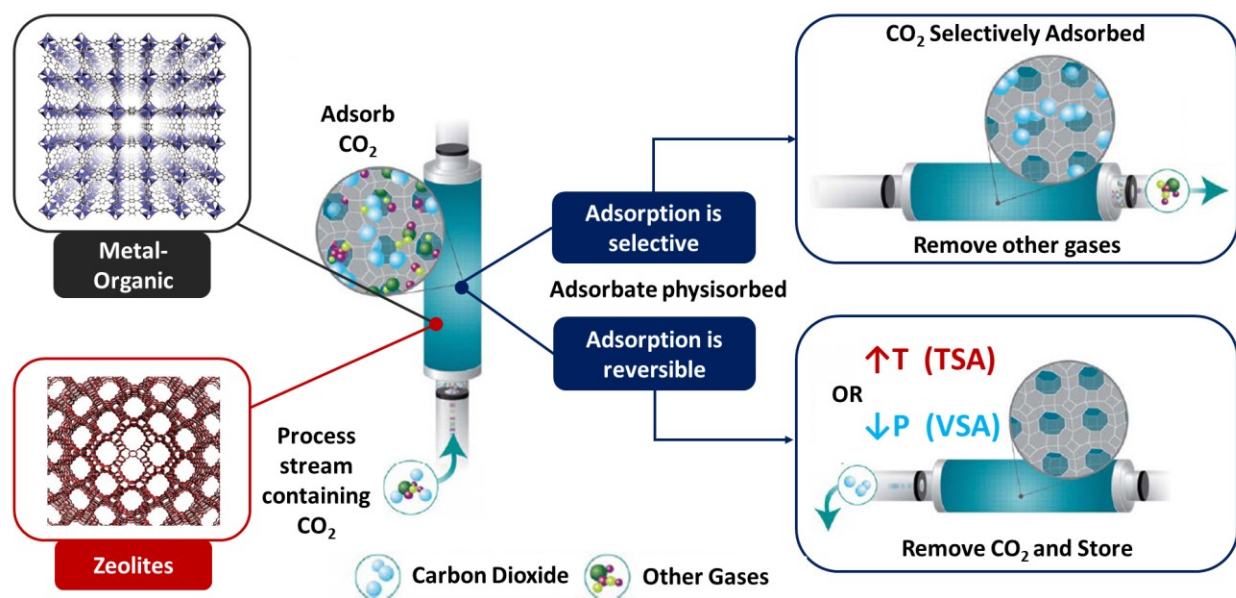 Metal-
Organic
Zeolites
Adsorb
CO₂
Process
stream
containing
CO₂
Adsorption is
selective
Adsorbate physisorbed
Adsorption is
reversible
CO₂ Selectively Adsorbed
Remove other gases
↑T (TSA)
OR
↓P (VSA)
Remove CO₂ and Store
Carbon Dioxide
Other Gases